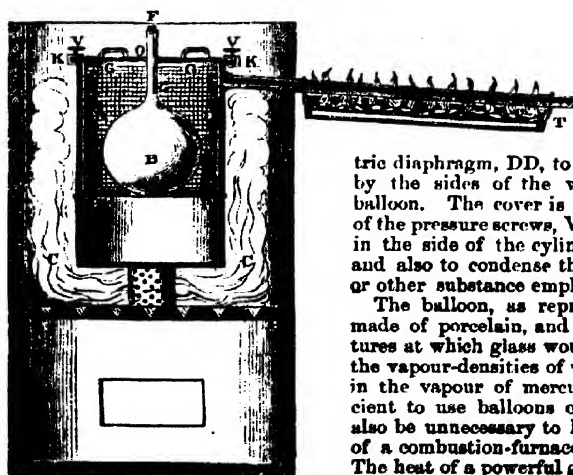 F
V V
K G G K
B
T
C C
tric diaphragm, DD, to
by the sides of the v
balloon. The cover is
of the pressure screws, V
in the side of the cylin
and also to condense th
or other substance empl
The balloon, as repr
made of porcelain, and
tures at which glass wou
the vapour-densities of v
in the vapour of mercu
cient to use balloons o
also be unnecessary to l
of a combustion-furnace
The heat of a powerful